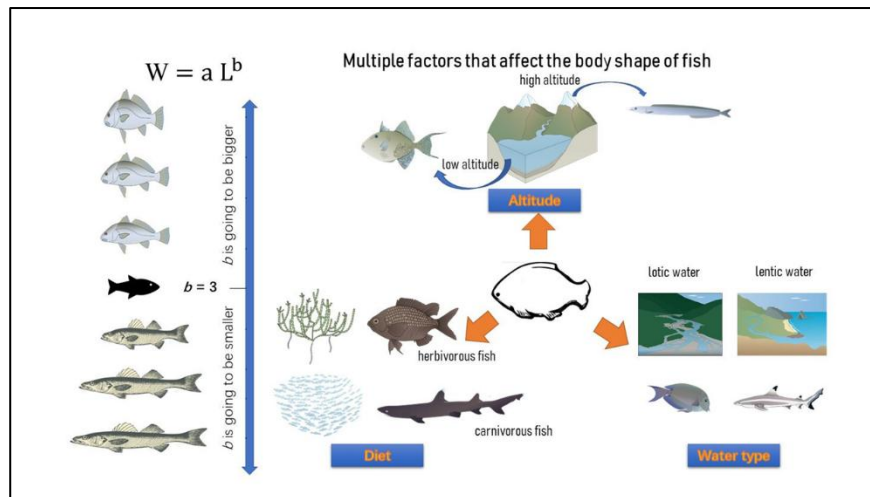 W = a L^b
b is going to be bigger
b = 3
b is going to be smaller
Multiple factors that affect the body shape of fish
high altitude
low altitude
Altitude
lotic water
lentic water
herbivorous fish
carnivorous fish
Diet
Water type